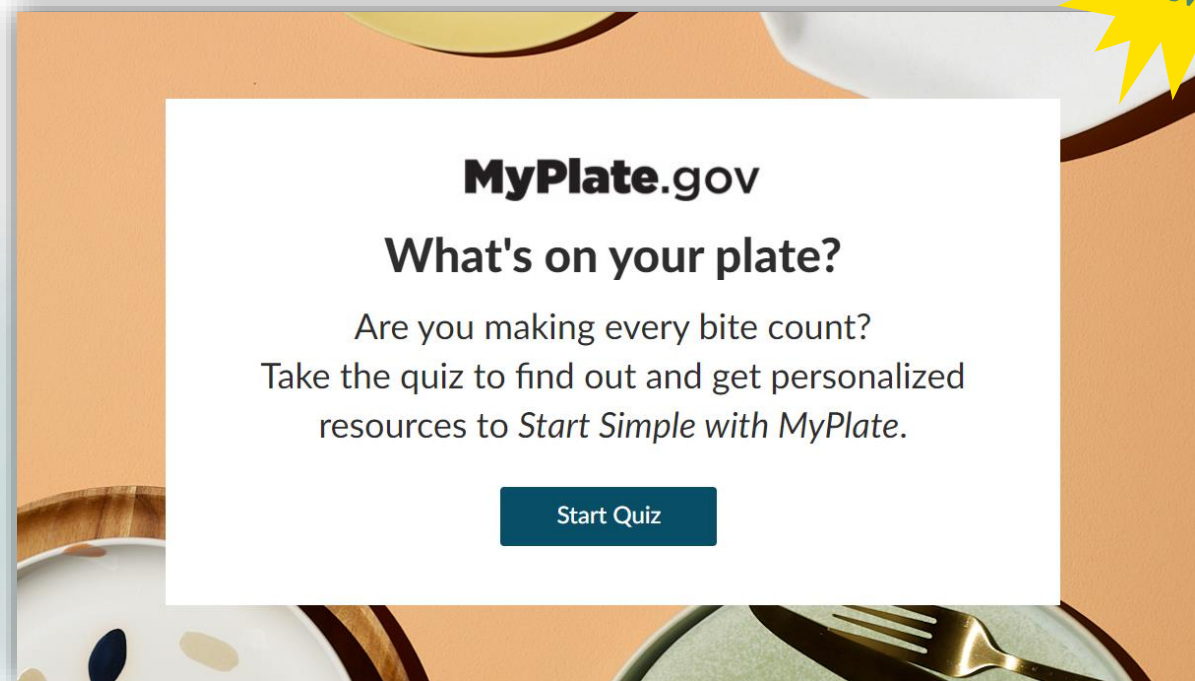 MyPlate.gov
What's on your plate?
Are you making every bite count?
Take the quiz to find out and get personalized
resources to Start Simple with MyPlate.
Start Quiz